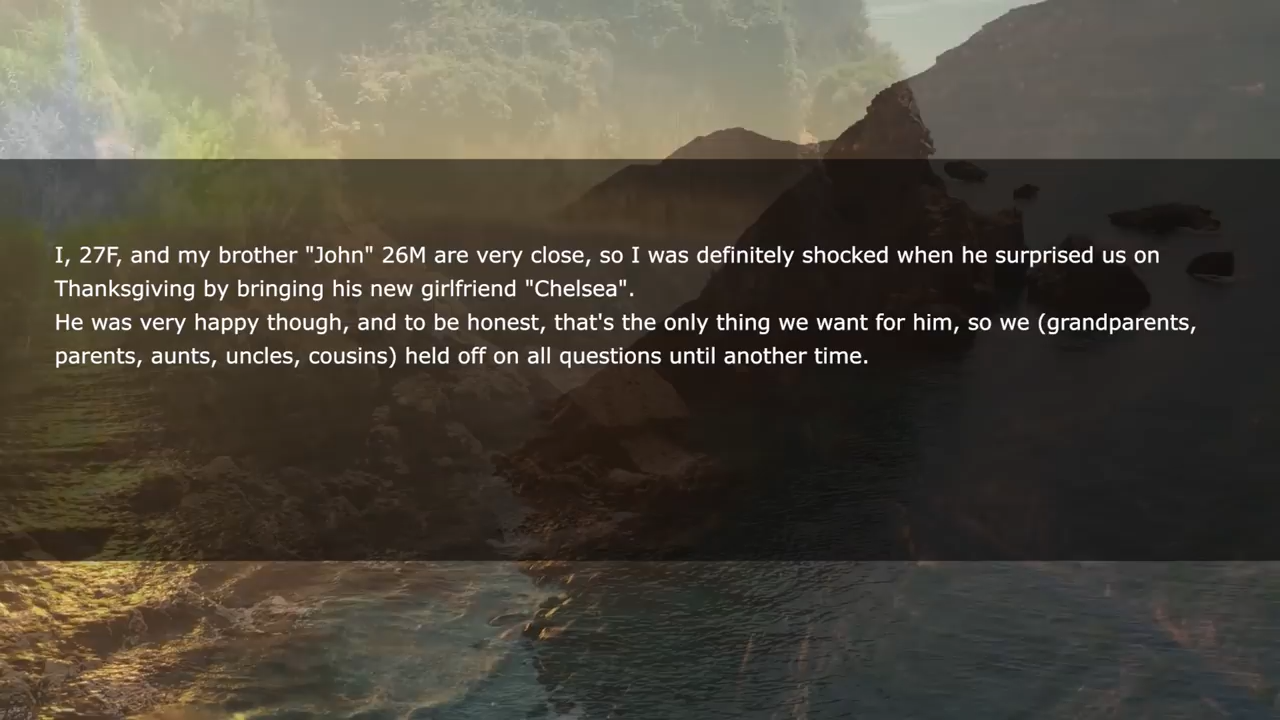 I, 27F, and my brother "John" 26M are very close, so I was definitely shocked when he surprised us on
Thanksgiving by bringing his new girlfriend "Chelsea".
He was very happy though, and to be honest, that's the only thing we want for him, so we (grandparents,
parents, aunts, uncles, cousins) held off on all questions until another time.